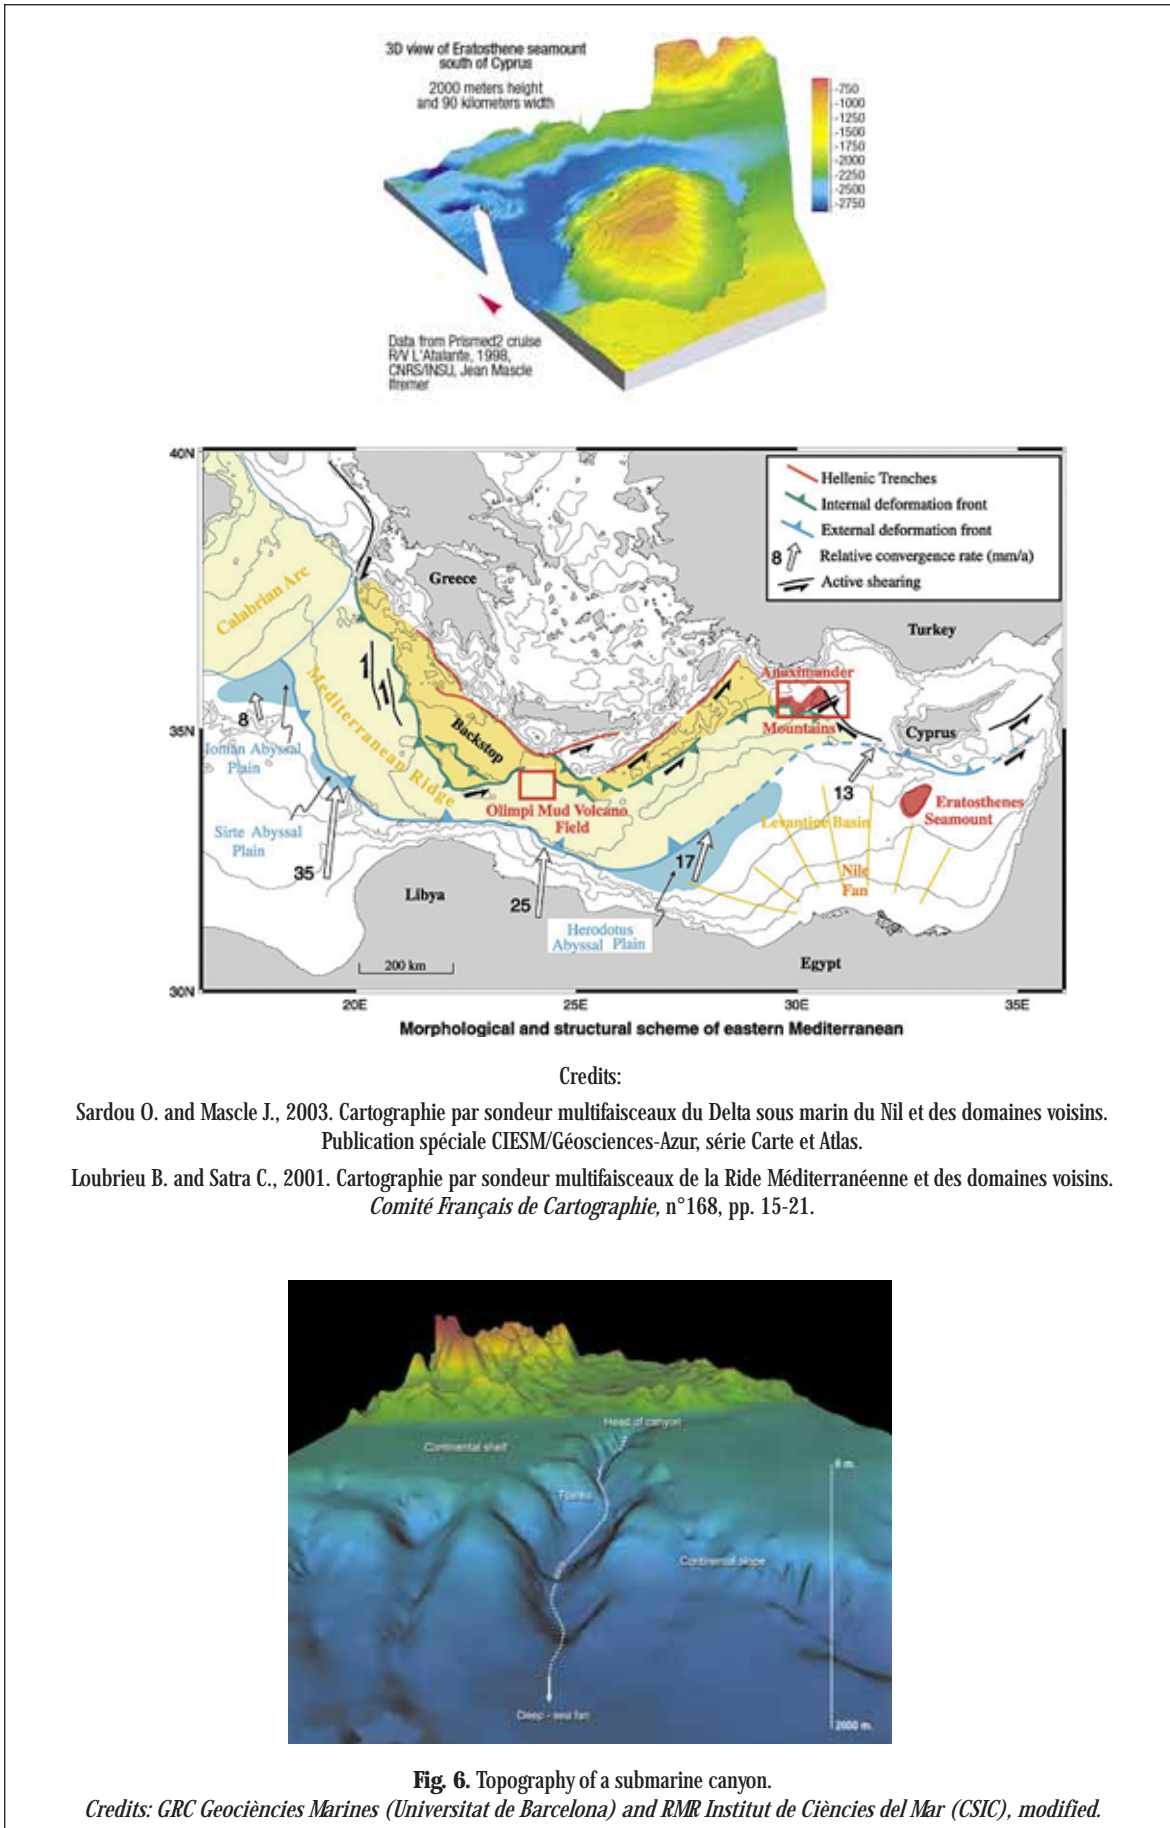 3D view of Eratosthene seamount
south of Cyprus
2000 meters height
and 90 kilometers width
-750
-1000
-1250
-1500
-1750
-2000
-2250
-2500
-2750
Data from Prismed2 cruise
R/V L'Atalante, 1998,
CNRS/INSU, Jean Mascle
Ifremer
40N
35N
30N
Hellenic Trenches
Internal deformation front
External deformation front
8 Relative convergence rate (mm/a)
Active shearing
Greece
Turkey
Calabrian Arc
Anaximander
Mountains
Mediterranean Ridge
Backstop
Cyprus
8
Ionian Abyssal
Plain
Olimpi Mud Volcano
Field
13
Eratosthenes
Seamount
Levantine Basin
Sirte Abyssal
Plain
35
17
Nile
Fan
Libya
25
Herodotus
Abyssal Plain
Egypt
200 km
20E
25E
30E
35E
Morphological and structural scheme of eastern Mediterranean
Credits:
Sardou O. and Mascle J., 2003. Cartographie par sondeur multifaisceaux du Delta sous marin du Nil et des domaines voisins.
Publication spéciale CIESM/Géosciences-Azur, série Carte et Atlas.
Loubrieu B. and Satra C., 2001. Cartographie par sondeur multifaisceaux de la Ride Méditerranéenne et des domaines voisins.
Comité Français de Cartographie, n°168, pp. 15-21.
Head of canyon
Continental shelf
0 m.
Continental slope
Deep - sea fan
2000 m.
Fig. 6. Topography of a submarine canyon.
Credits: GRC Geociències Marines (Universitat de Barcelona) and RMR Institut de Ciències del Mar (CSIC), modified.